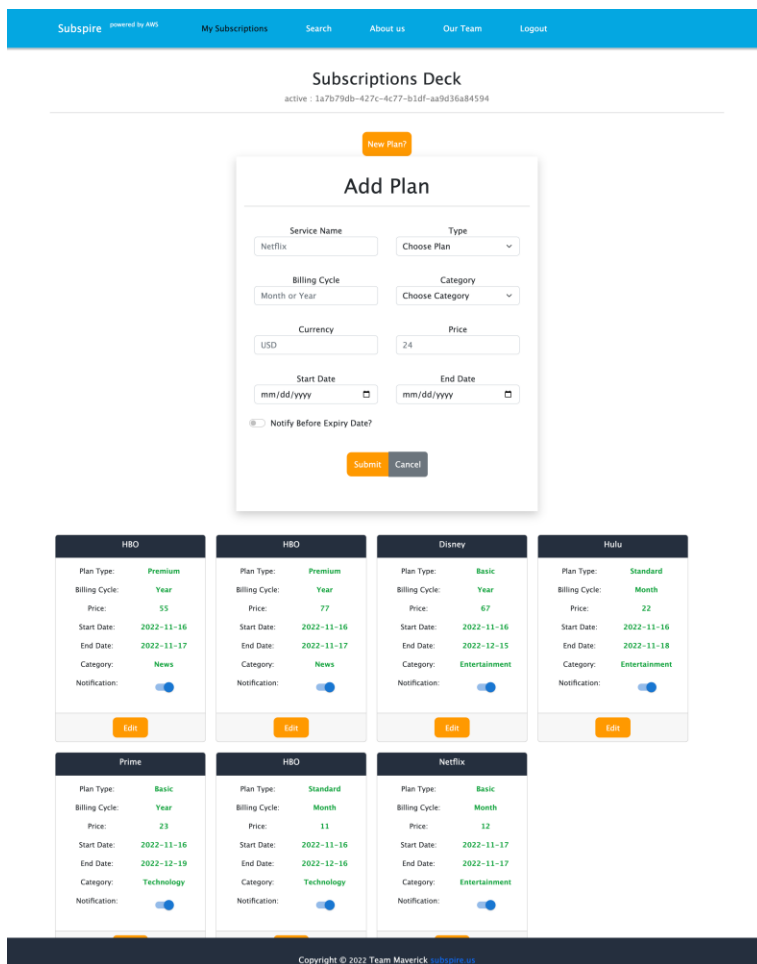 Subspire powered by AWS My Subscriptions Search About us Our Team Logout
Subscriptions Deck
active : 1a7b79db-427c-4c77-b1df-aa9d36a84594
New Plan?
Add Plan
Service Name Type
Netflix Choose Plan
Billing Cycle Category
Month or Year Choose Category
Currency Price
USD 24
Start Date End Date
mm/dd/yyyy mm/dd/yyyy
Notify Before Expiry Date?
Submit Cancel
HBO HBO Disney Hulu
Plan Type: Premium Plan Type: Premium Plan Type: Basic Plan Type: Standard
Billing Cycle: Year Billing Cycle: Year Billing Cycle: Year Billing Cycle: Month
Price: 55 Price: 77 Price: 67 Price: 22
Start Date: 2022-11-16 Start Date: 2022-11-16 Start Date: 2022-11-16 Start Date: 2022-11-16
End Date: 2022-11-17 End Date: 2022-11-17 End Date: 2022-12-15 End Date: 2022-11-18
Category: News Category: News Category: Entertainment Category: Entertainment
Notification: Notification: Notification: Notification:
Edit Edit Edit Edit
Prime HBO Netflix
Plan Type: Basic Plan Type: Standard Plan Type: Basic
Billing Cycle: Year Billing Cycle: Month Billing Cycle: Month
Price: 23 Price: 11 Price: 12
Start Date: 2022-11-16 Start Date: 2022-11-16 Start Date: 2022-11-17
End Date: 2022-12-19 End Date: 2022-12-16 End Date: 2022-11-17
Category: Technology Category: Technology Category: Entertainment
Notification: Notification: Notification:
Copyright © 2022 Team Maverick subspire.us